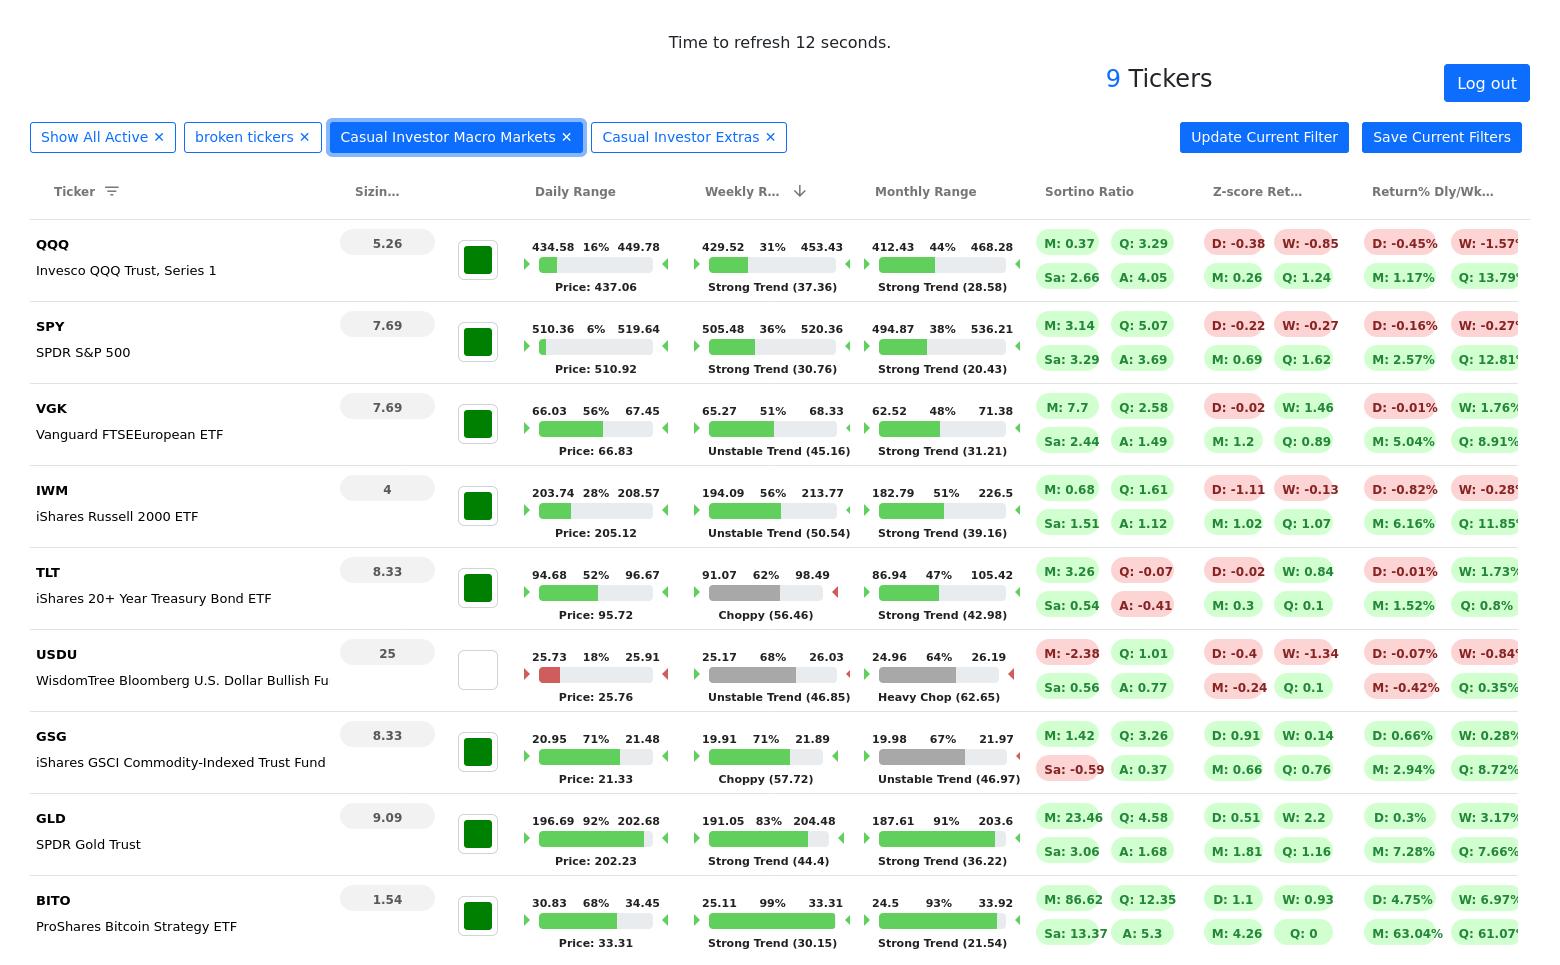 Time to refresh 12 seconds.
9 Tickers
Log out
Show All Active ✕ broken tickers ✕ Casual Investor Macro Markets ✕ Casual Investor Extras ✕ Update Current Filter Save Current Filters
Ticker Sizin... Daily Range Weekly R... Monthly Range Sortino Ratio Z-score Ret... Return% Dly/Wk...
QQQ 5.26 434.58 16% 449.78 429.52 31% 453.43 412.43 44% 468.28 M: 0.37 Q: 3.29 D: -0.38 W: -0.85 D: -0.45% W: -1.57%
Invesco QQQ Trust, Series 1 Price: 437.06 Strong Trend (37.36) Strong Trend (28.58) Sa: 2.66 A: 4.05 M: 0.26 Q: 1.24 M: 1.17% Q: 13.79%
SPY 7.69 510.36 6% 519.64 505.48 36% 520.36 494.87 38% 536.21 M: 3.14 Q: 5.07 D: -0.22 W: -0.27 D: -0.16% W: -0.27%
SPDR S&P 500 Price: 510.92 Strong Trend (30.76) Strong Trend (20.43) Sa: 3.29 A: 3.69 M: 0.69 Q: 1.62 M: 2.57% Q: 12.81%
VGK 7.69 66.03 56% 67.45 65.27 51% 68.33 62.52 48% 71.38 M: 7.7 Q: 2.58 D: -0.02 W: 1.46 D: -0.01% W: 1.76%
Vanguard FTSEEuropean ETF Price: 66.83 Unstable Trend (45.16) Strong Trend (31.21) Sa: 2.44 A: 1.49 M: 1.2 Q: 0.89 M: 5.04% Q: 8.91%
IWM 4 203.74 28% 208.57 194.09 56% 213.77 182.79 51% 226.5 M: 0.68 Q: 1.61 D: -1.11 W: -0.13 D: -0.82% W: -0.28%
iShares Russell 2000 ETF Price: 205.12 Unstable Trend (50.54) Strong Trend (39.16) Sa: 1.51 A: 1.12 M: 1.02 Q: 1.07 M: 6.16% Q: 11.85%
TLT 8.33 94.68 52% 96.67 91.07 62% 98.49 86.94 47% 105.42 M: 3.26 Q: -0.07 D: -0.02 W: 0.84 D: -0.01% W: 1.73%
iShares 20+ Year Treasury Bond ETF Price: 95.72 Choppy (56.46) Strong Trend (42.98) Sa: 0.54 A: -0.41 M: 0.3 Q: 0.1 M: 1.52% Q: 0.8%
USDU 25 25.73 18% 25.91 25.17 68% 26.03 24.96 64% 26.19 M: -2.38 Q: 1.01 D: -0.4 W: -1.34 D: -0.07% W: -0.84%
WisdomTree Bloomberg U.S. Dollar Bullish Fu Price: 25.76 Unstable Trend (46.85) Heavy Chop (62.65) Sa: 0.56 A: 0.77 M: -0.24 Q: 0.1 M: -0.42% Q: 0.35%
GSG 8.33 20.95 71% 21.48 19.91 71% 21.89 19.98 67% 21.97 M: 1.42 Q: 3.26 D: 0.91 W: 0.14 D: 0.66% W: 0.28%
iShares GSCI Commodity-Indexed Trust Fund Price: 21.33 Choppy (57.72) Unstable Trend (46.97) Sa: -0.59 A: 0.37 M: 0.66 Q: 0.76 M: 2.94% Q: 8.72%
GLD 9.09 196.69 92% 202.68 191.05 83% 204.48 187.61 91% 203.6 M: 23.46 Q: 4.58 D: 0.51 W: 2.2 D: 0.3% W: 3.17%
SPDR Gold Trust Price: 202.23 Strong Trend (44.4) Strong Trend (36.22) Sa: 3.06 A: 1.68 M: 1.81 Q: 1.16 M: 7.28% Q: 7.66%
BITO 1.54 30.83 68% 34.45 25.11 99% 33.31 24.5 93% 33.92 M: 86.62 Q: 12.35 D: 1.1 W: 0.93 D: 4.75% W: 6.97%
ProShares Bitcoin Strategy ETF Price: 33.31 Strong Trend (30.15) Strong Trend (21.54) Sa: 13.37 A: 5.3 M: 4.26 Q: 0 M: 63.04% Q: 61.07%